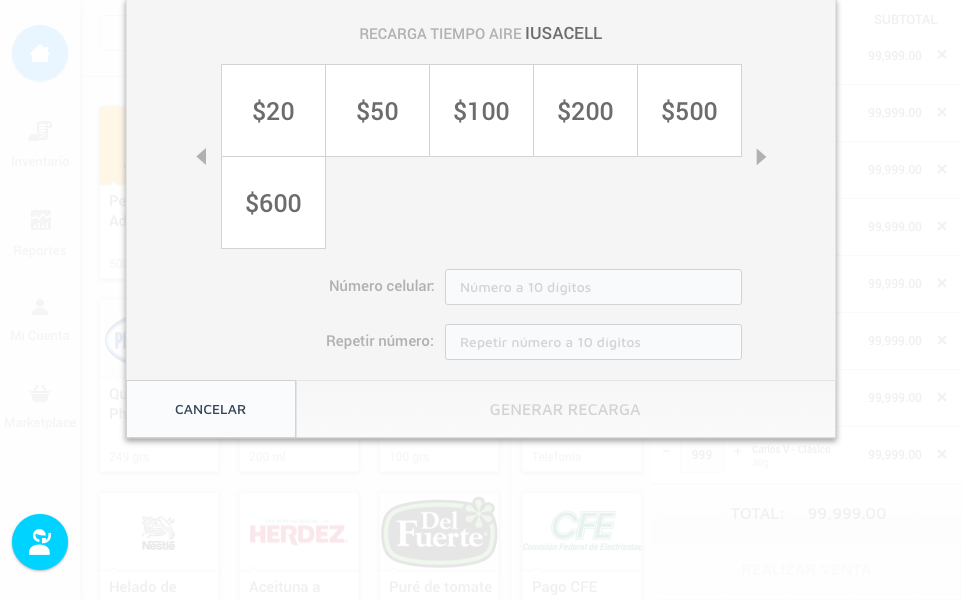 RECARGA TIEMPO AIRE IUSACELL
$20
$50
$100
$200
$500
$600
Número celular:
Número a 10 dígitos
Repetir número:
Repetir número a 10 dígitos
CANCELAR
GENERAR RECARGA
Inventario
Reportes
Mi Cuenta
Marketplace
SUBTOTAL
99,999.00 ×
99,999.00 ×
99,999.00 ×
99,999.00 ×
99,999.00 ×
99,999.00 ×
99,999.00 ×
- 999 + Carlos V - Clásico 99,999.00 ×
TOTAL: 99,999.00
REALIZAR VENTA
249 grs
200 ml
190 grs
Telefonía
Nestlé
HERDEZ
Del Fuerte
CFE
Comisión Federal de Electricidad
Helado de
Aceituna a
Puré de tomate
Pago CFE